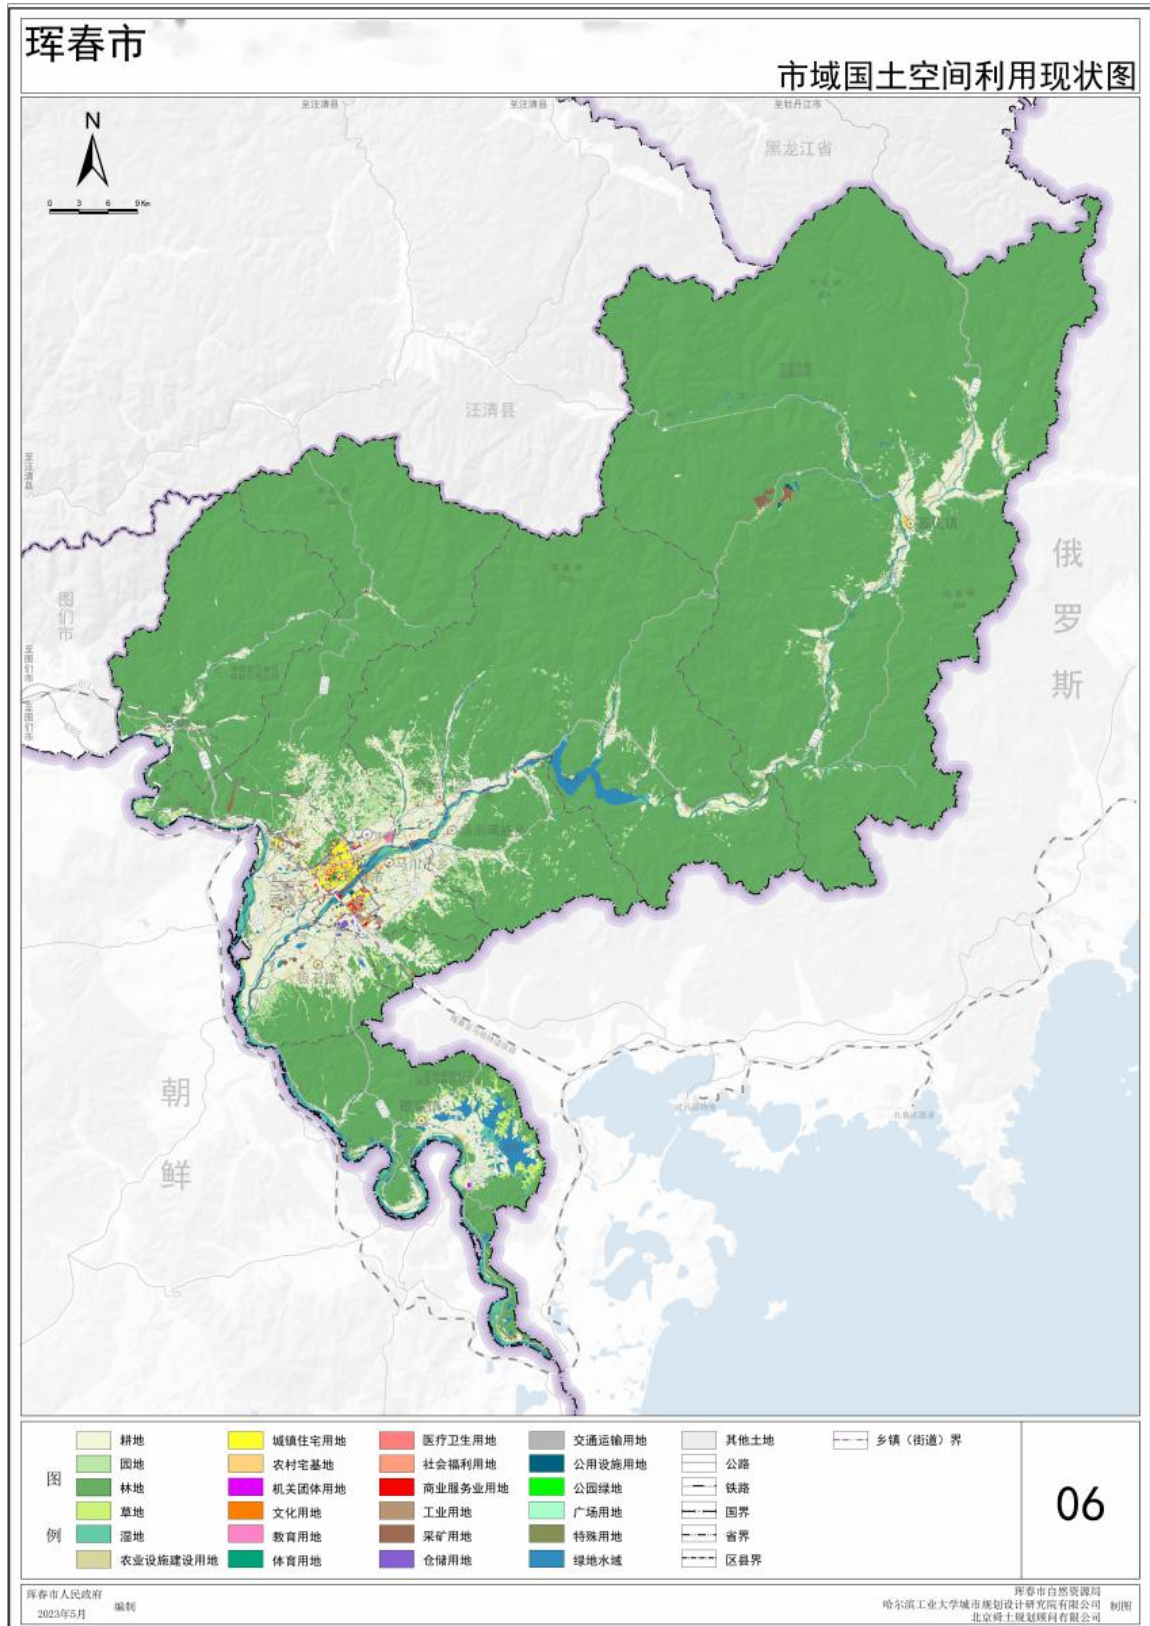 珲春市
市域国土空间利用现状图
至汪清县
至汪清县
至牡丹江市
黑龙江省
N
0 3 6 9Km
汪清县
至汪清县
图们市
至图们市
至图们市
俄罗斯
马川子乡
朝鲜
图例
耕地
园地
林地
草地
湿地
农业设施建设用地
城镇住宅用地
农村宅基地
机关团体用地
文化用地
教育用地
体育用地
医疗卫生用地
社会福利用地
商业服务业用地
工业用地
采矿用地
仓储用地
交通运输用地
公用设施用地
公园绿地
广场用地
特殊用地
绿地水域
其他土地
公路
铁路
国界
省界
区县界
乡镇（街道）界
06
珲春市人民政府
2023年5月
编制
珲春市自然资源局
哈尔滨工业大学城市规划设计研究院有限公司
北京舜土规划顾问有限公司
制图